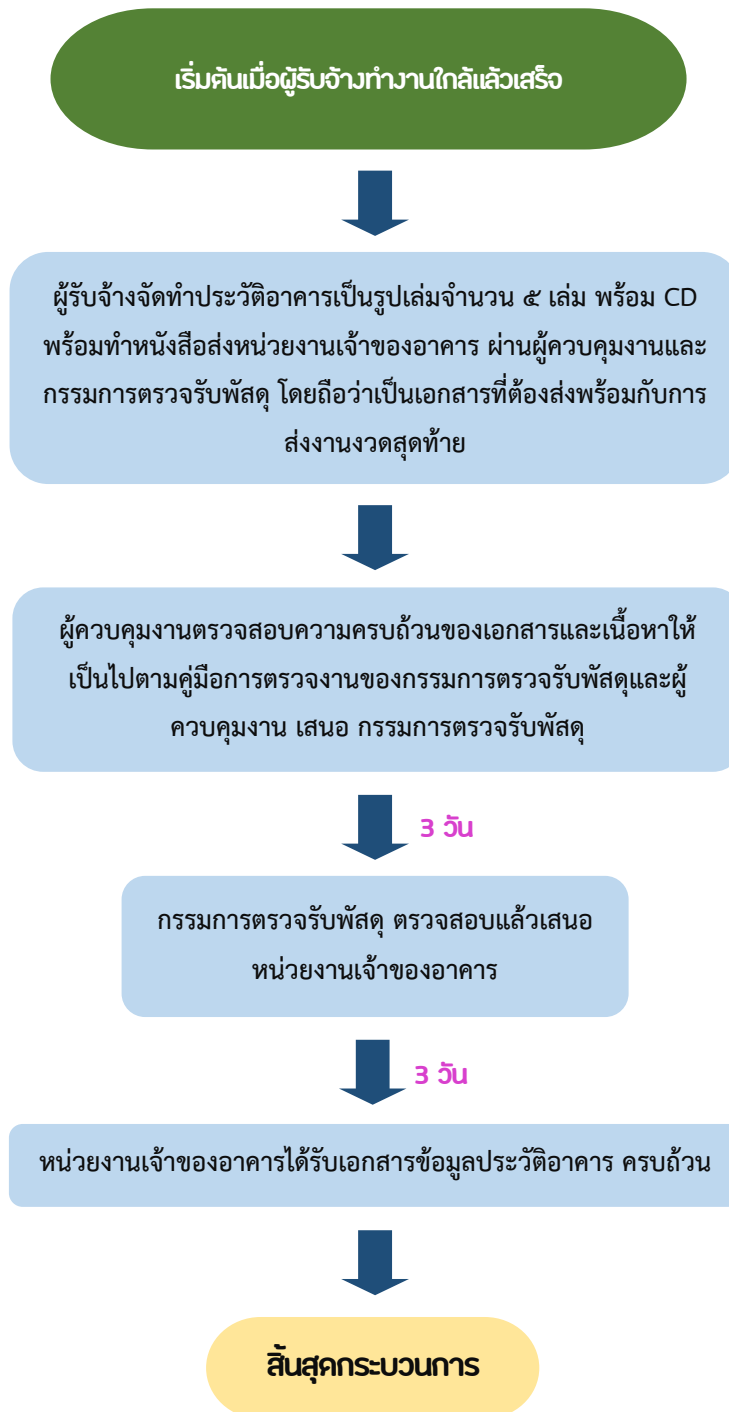 เริ่มต้นเมื่อผู้รับจ้างทำงานใกล้แล้วเสร็จ
ผู้รับจ้างจัดทำประวัติอาคารเป็นรูปเล่มจำนวน ๕ เล่ม พร้อม CD
พร้อมทำหนังสือส่งหน่วยงานเจ้าของอาคาร ผ่านผู้ควบคุมงานและ
กรรมการตรวจรับพัสดุ โดยถือว่าเป็นเอกสารที่ต้องส่งพร้อมกับการ
ส่งงานงวดสุดท้าย
ผู้ควบคุมงานตรวจสอบความครบถ้วนของเอกสารและเนื้อหาให้
เป็นไปตามคู่มือการตรวจงานของกรรมการตรวจรับพัสดุและผู้
ควบคุมงาน เสนอ กรรมการตรวจรับพัสดุ
3 วัน
กรรมการตรวจรับพัสดุ ตรวจสอบแล้วเสนอ
หน่วยงานเจ้าของอาคาร
3 วัน
หน่วยงานเจ้าของอาคารได้รับเอกสารข้อมูลประวัติอาคาร ครบถ้วน
สิ้นสุดกระบวนการ